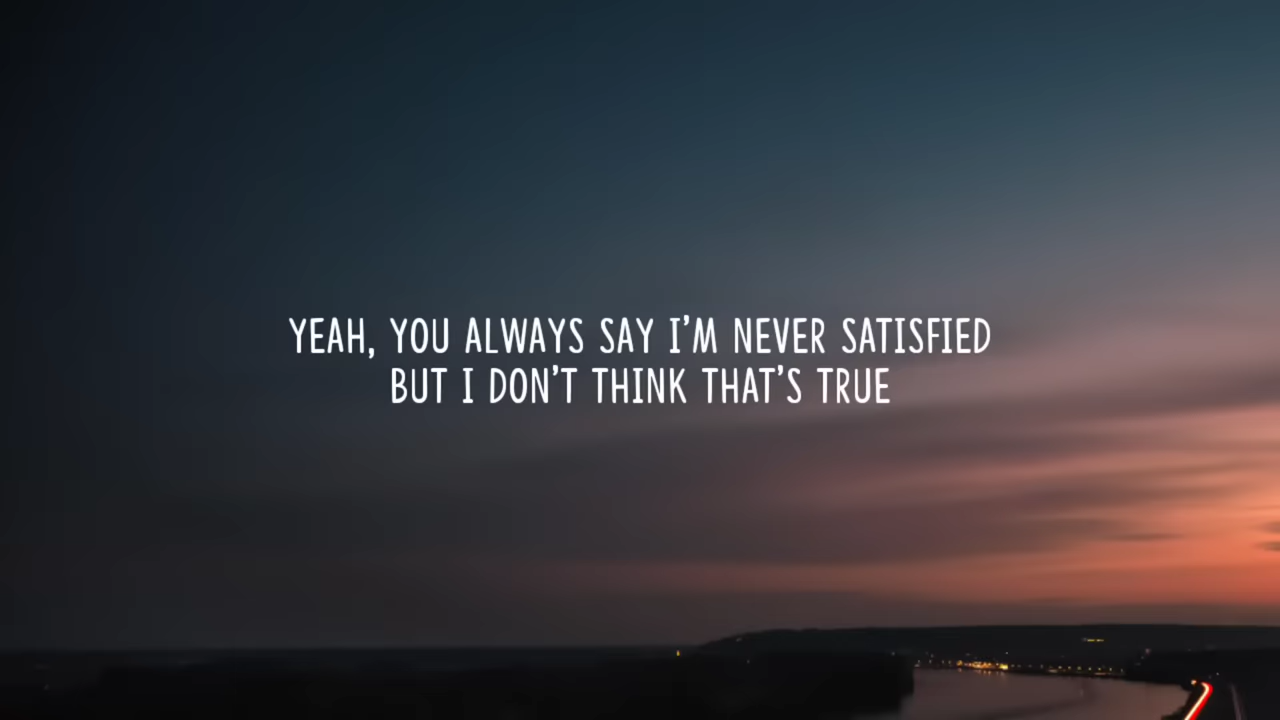 YEAH, YOU ALWAYS SAY I'M NEVER SATISFIED
BUT I DON'T THINK THAT'S TRUE